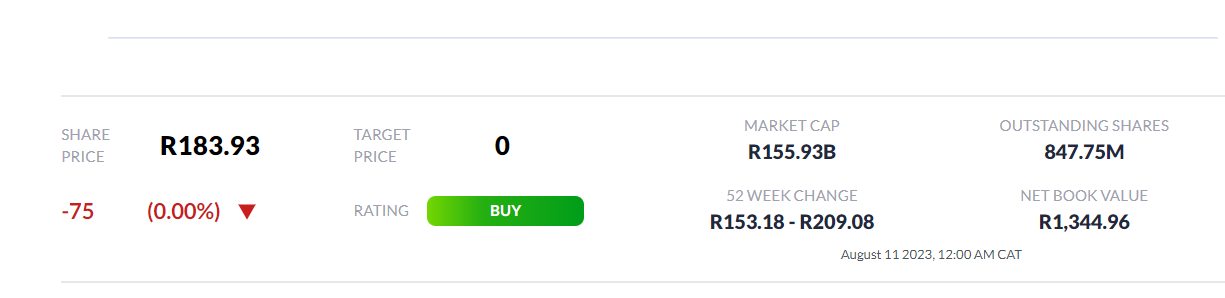 SHARE PRICE
R183.93
TARGET PRICE
0
MARKET CAP
R155.93B
OUTSTANDING SHARES
847.75M
-75 (0.00%) ▼
RATING
BUY
52 WEEK CHANGE
R153.18 - R209.08
NET BOOK VALUE
R1,344.96
August 11 2023, 12:00 AM CAT